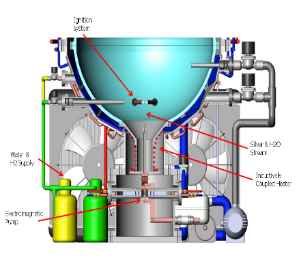 Ignition
system
Silver & H2O
Stream
Water &
H2 Supply
Inductively
Coupled Heater
Electromagnetic
Pump